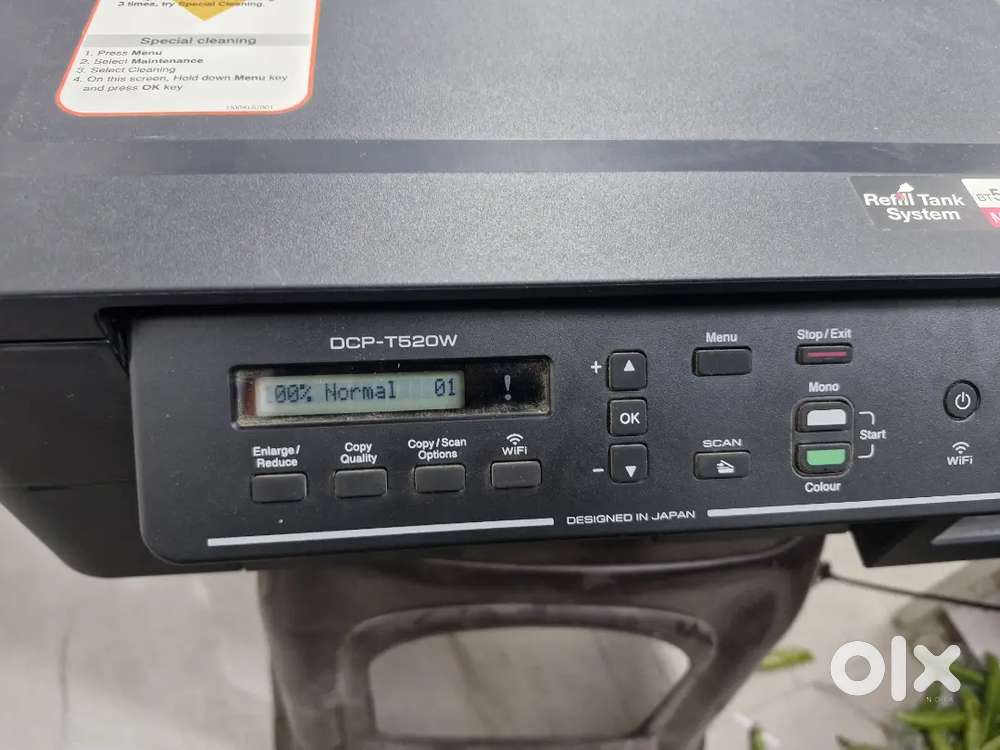 3 times, try Special Cleaning.
Special cleaning
1. Press Menu
2. Select Maintenance
3. Select Cleaning
4. On this screen, Hold down Menu key
and press OK key
Refill Tank
System
DCP-T520W
00% Normal 01
!
Enlarge/
Reduce
Copy
Quality
Copy/Scan
Options
WiFi
+
OK
-
Menu
Stop/Exit
Mono
Start
SCAN
Colour
WiFi
DESIGNED IN JAPAN
olx